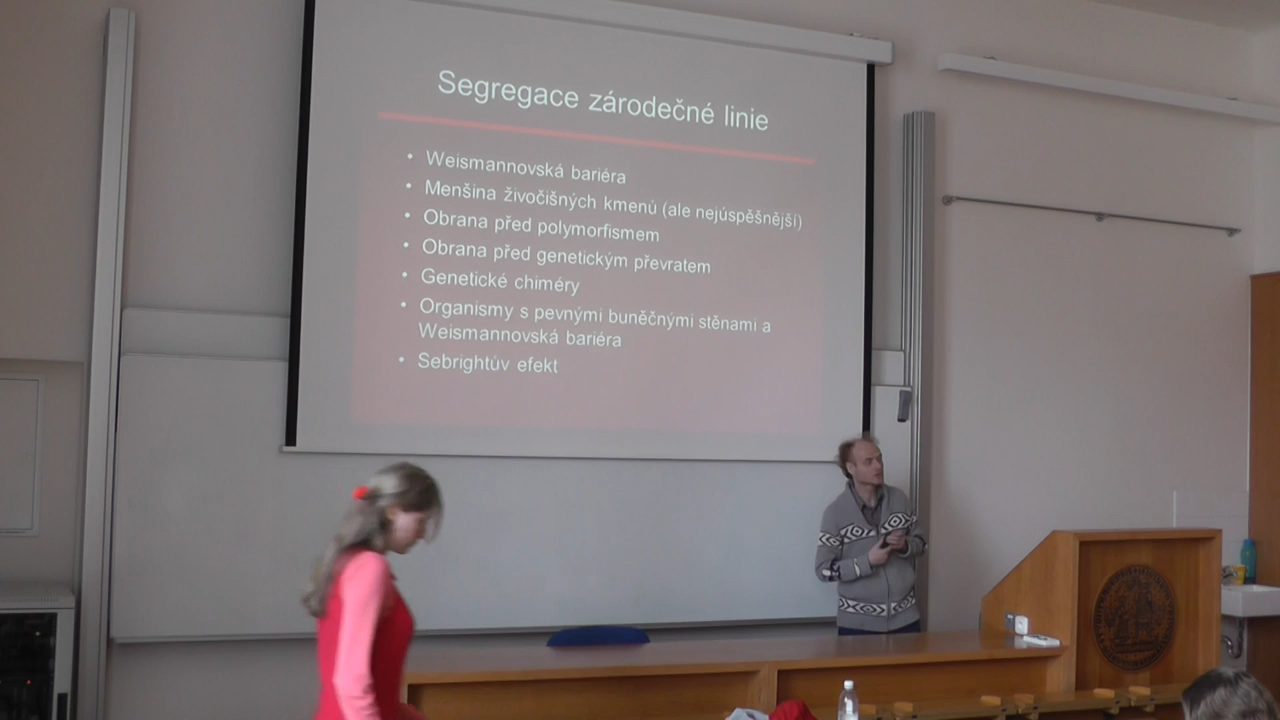 Segregace zárodečné linie
• Weismannovská bariéra
• Menšina živočišných kmenů (ale nejúspěšnější)
• Obrana před polymorfismem
• Obrana před genetickým převratem
• Genetické chiméry
• Organismy s pevnými buněčnými stěnami a
Weismannovská bariéra
• Sebrightův efekt